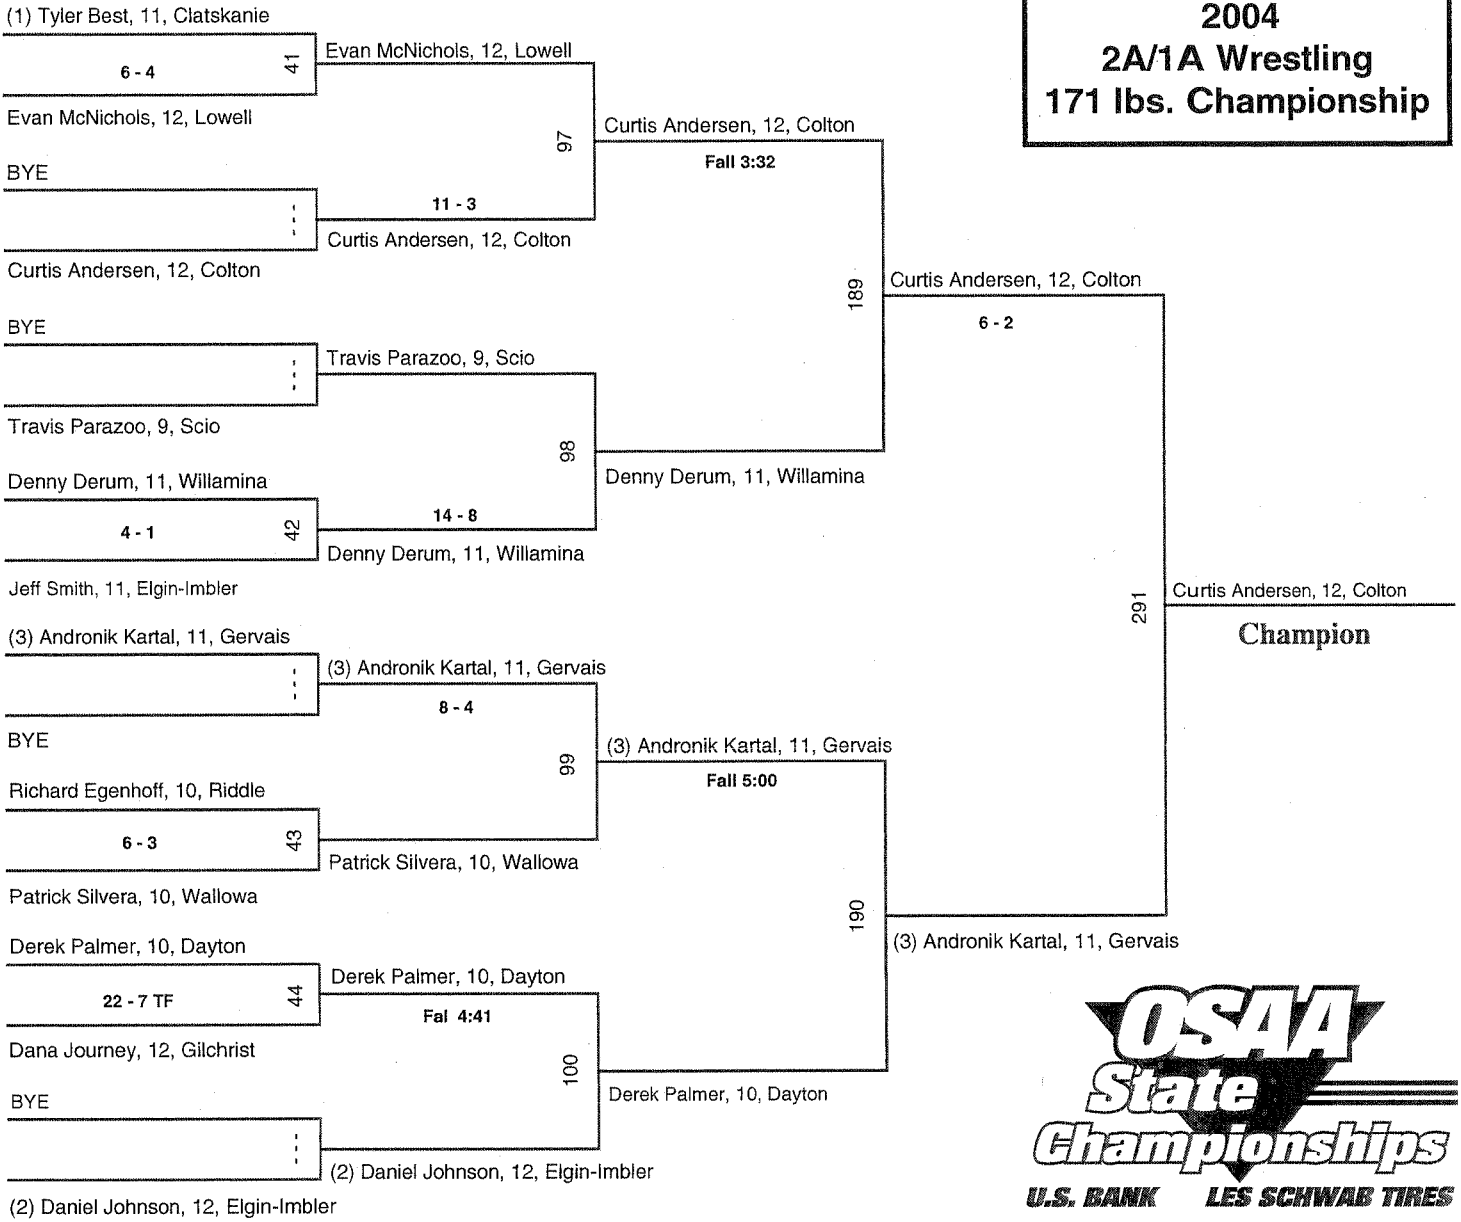 (1) Tyler Best, 11, Clatskanie
6 - 4
41
Evan McNichols, 12, Lowell
Evan McNichols, 12, Lowell
BYE
Curtis Andersen, 12, Colton
97
11 - 3
Curtis Andersen, 12, Colton
Curtis Andersen, 12, Colton
Fall 3:32
BYE
Travis Parazoo, 9, Scio
Travis Parazoo, 9, Scio
98
Denny Derum, 11, Willamina
4 - 1
42
Jeff Smith, 11, Elgin-Imbler
14 - 8
Denny Derum, 11, Willamina
Denny Derum, 11, Willamina
189
Curtis Andersen, 12, Colton
6 - 2
(3) Andronik Kartal, 11, Gervais
BYE
(3) Andronik Kartal, 11, Gervais
8 - 4
99
Richard Egenhoff, 10, Riddle
6 - 3
43
Patrick Silvera, 10, Wallowa
Patrick Silvera, 10, Wallowa
(3) Andronik Kartal, 11, Gervais
Fall 5:00
Derek Palmer, 10, Dayton
22 - 7 TF
44
Dana Journey, 12, Gilchrist
Derek Palmer, 10, Dayton
Fal 4:41
100
BYE
(2) Daniel Johnson, 12, Elgin-Imbler
(2) Daniel Johnson, 12, Elgin-Imbler
Derek Palmer, 10, Dayton
190
(3) Andronik Kartal, 11, Gervais
291
Curtis Andersen, 12, Colton
Champion
2004
2A/1A Wrestling
171 lbs. Championship
OSAA
State
Championships
U.S. BANK LES SCHWAB TIRES